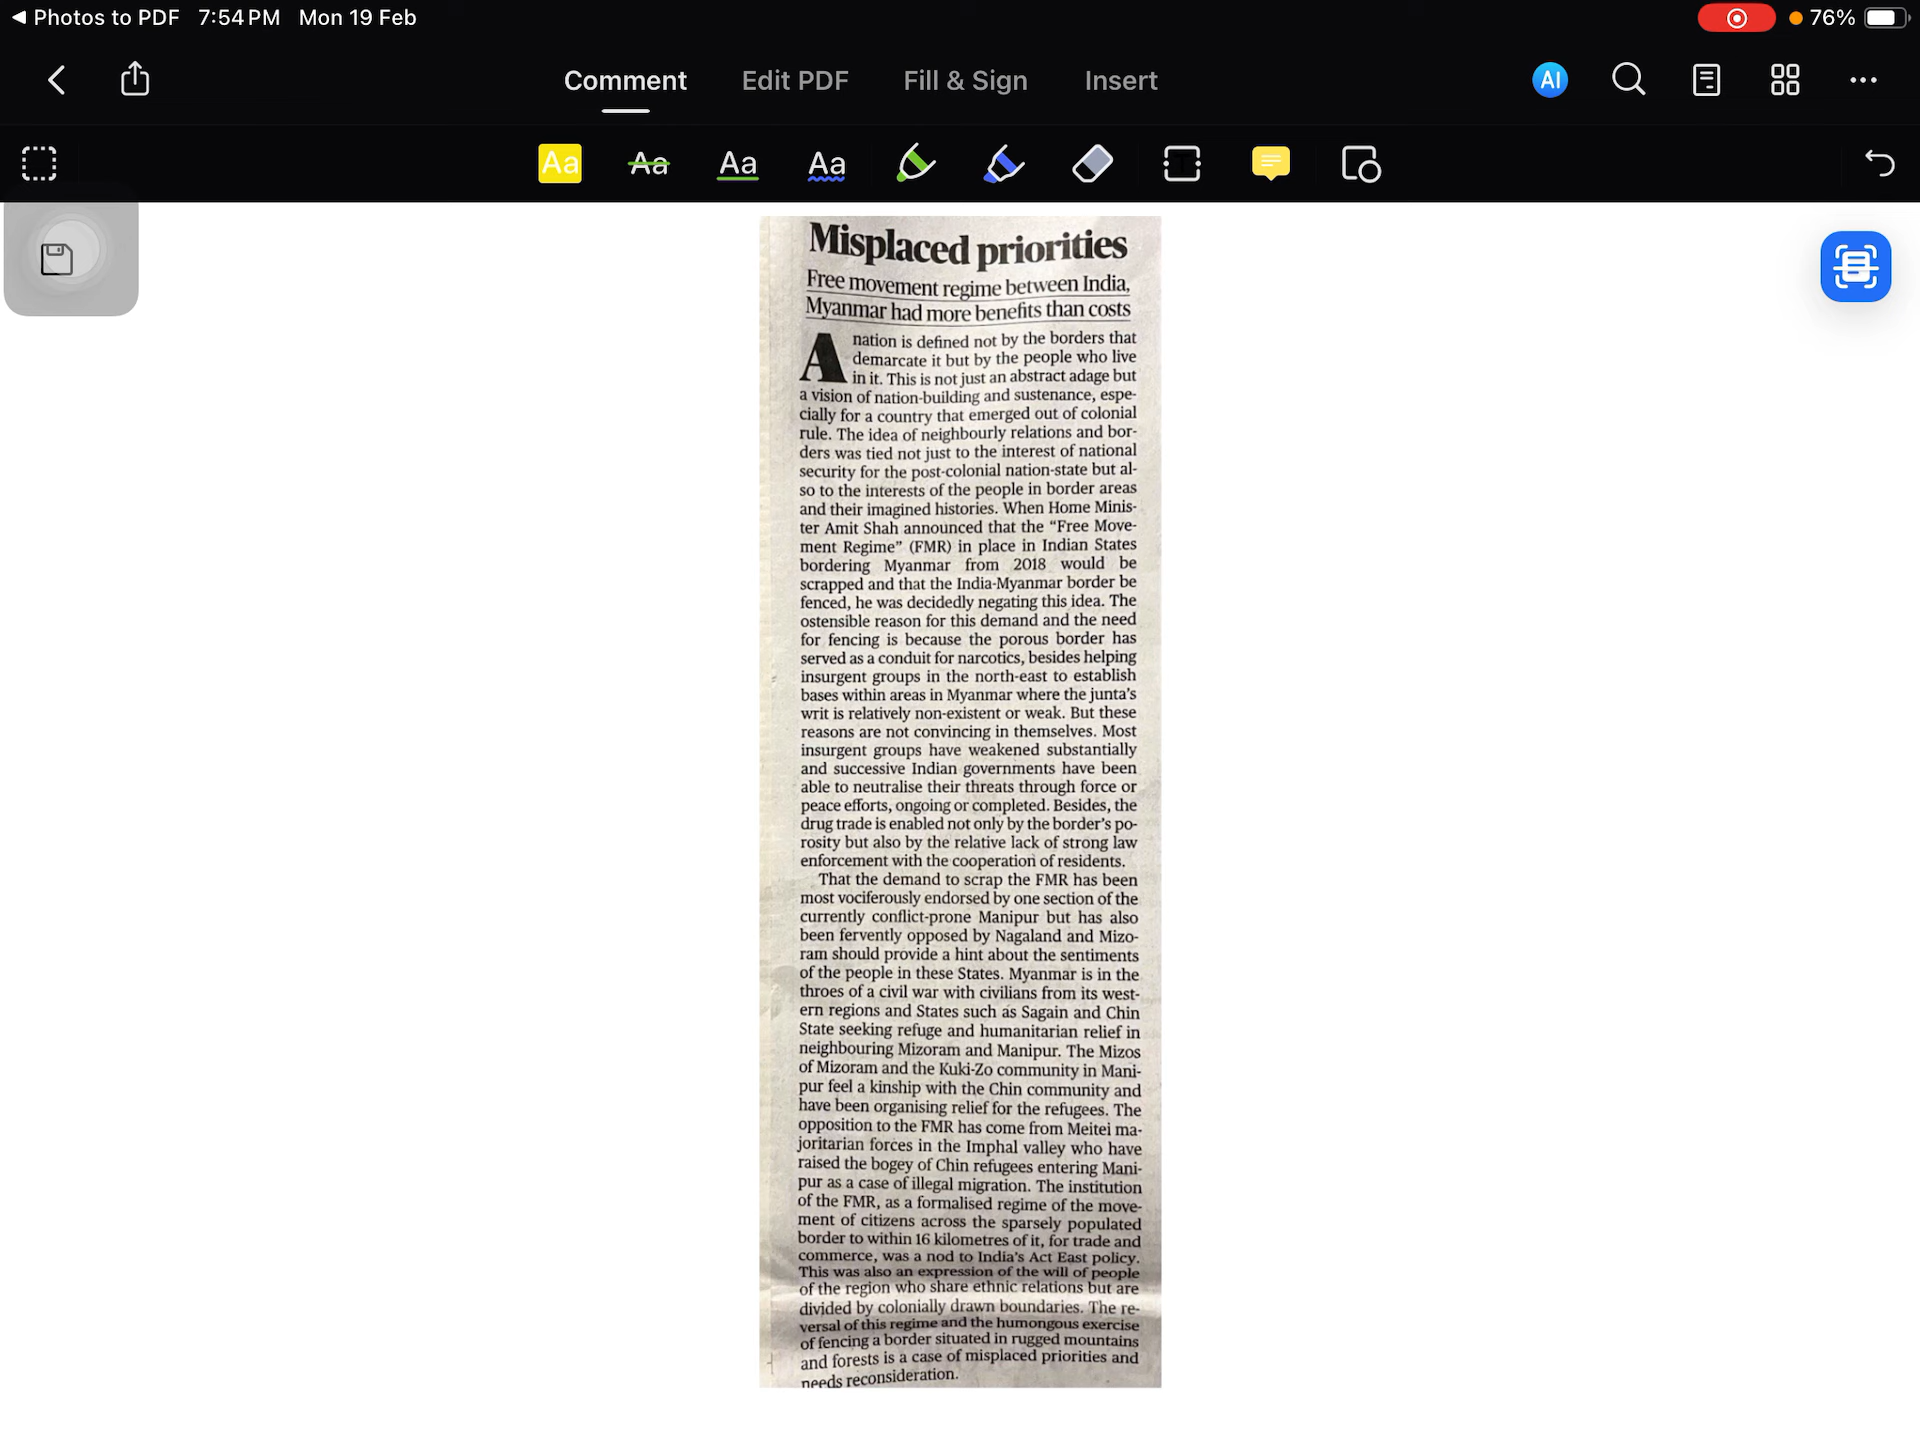 Photos to PDF 7:54 PM Mon 19 Feb
76%
Comment
Edit PDF
Fill & Sign
Insert
AI
Aa
Aa
Aa
Aa
T
Misplaced priorities
Free movement regime between India,
Myanmar had more benefits than costs
A nation is defined not by the borders that
demarcate it but by the people who live
in it. This is not just an abstract adage but
a vision of nation-building and sustenance, espe-
cially for a country that emerged out of colonial
rule. The idea of neighbourly relations and bor-
ders was tied not just to the interest of national
security for the post-colonial nation-state but al-
so to the interests of the people in border areas
and their imagined histories. When Home Minis-
ter Amit Shah announced that the “Free Move-
ment Regime” (FMR) in place in Indian States
bordering Myanmar from 2018 would be
scrapped and that the India-Myanmar border be
fenced, he was decidedly negating this idea. The
ostensible reason for this demand and the need
for fencing is because the porous border has
served as a conduit for narcotics, besides helping
insurgent groups in the north-east to establish
bases within areas in Myanmar where the junta’s
writ is relatively non-existent or weak. But these
reasons are not convincing in themselves. Most
insurgent groups have weakened substantially
and successive Indian governments have been
able to neutralise their threats through force or
peace efforts, ongoing or completed. Besides, the
drug trade is enabled not only by the border’s po-
rosity but also by the relative lack of strong law
enforcement with the cooperation of residents.
That the demand to scrap the FMR has been
most vociferously endorsed by one section of the
currently conflict-prone Manipur but has also
been fervently opposed by Nagaland and Mizo-
ram should provide a hint about the sentiments
of the people in these States. Myanmar is in the
throes of a civil war with civilians from its west-
ern regions and States such as Sagain and Chin
State seeking refuge and humanitarian relief in
neighbouring Mizoram and Manipur. The Mizos
of Mizoram and the Kuki-Zo community in Mani-
pur feel a kinship with the Chin community and
have been organising relief for the refugees. The
opposition to the FMR has come from Meitei ma-
joritarian forces in the Imphal valley who have
raised the bogey of Chin refugees entering Mani-
pur as a case of illegal migration. The institution
of the FMR, as a formalised regime of the move-
ment of citizens across the sparsely populated
border to within 16 kilometres of it, for trade and
commerce, was a nod to India’s Act East policy.
This was also an expression of the will of people
of the region who share ethnic relations but are
divided by colonially drawn boundaries. The re-
versal of this regime and the humongous exercise
of fencing a border situated in rugged mountains
and forests is a case of misplaced priorities and
needs reconsideration.